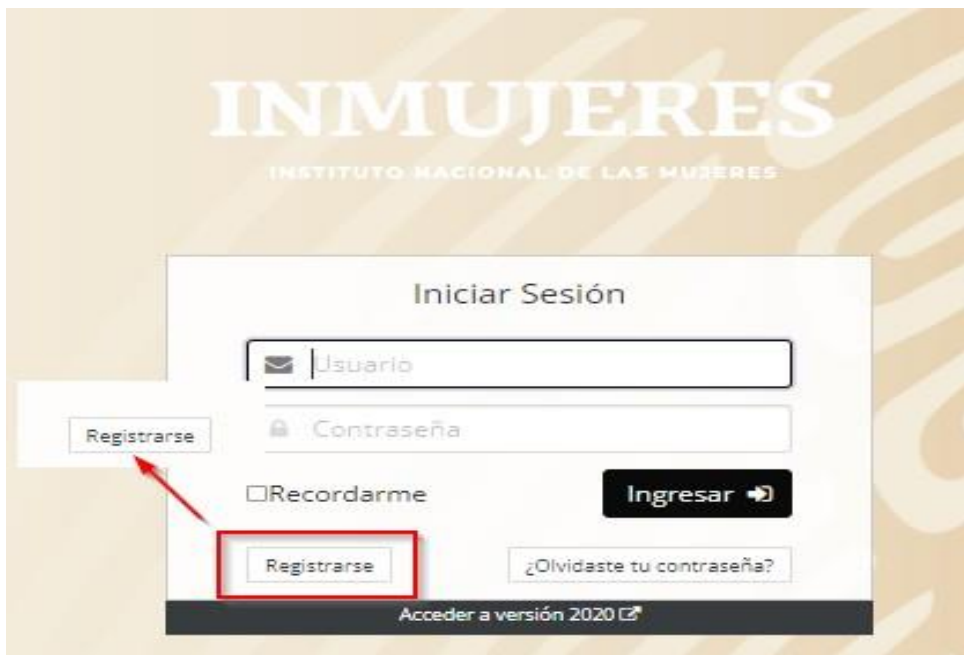 INMUJERES
INSTITUTO NACIONAL DE LAS MUJERES
Iniciar Sesión
Usuario
Contraseña
Registrarse
Recordarme
Ingresar
Registrarse
¿Olvidaste tu contraseña?
Acceder a versión 2020